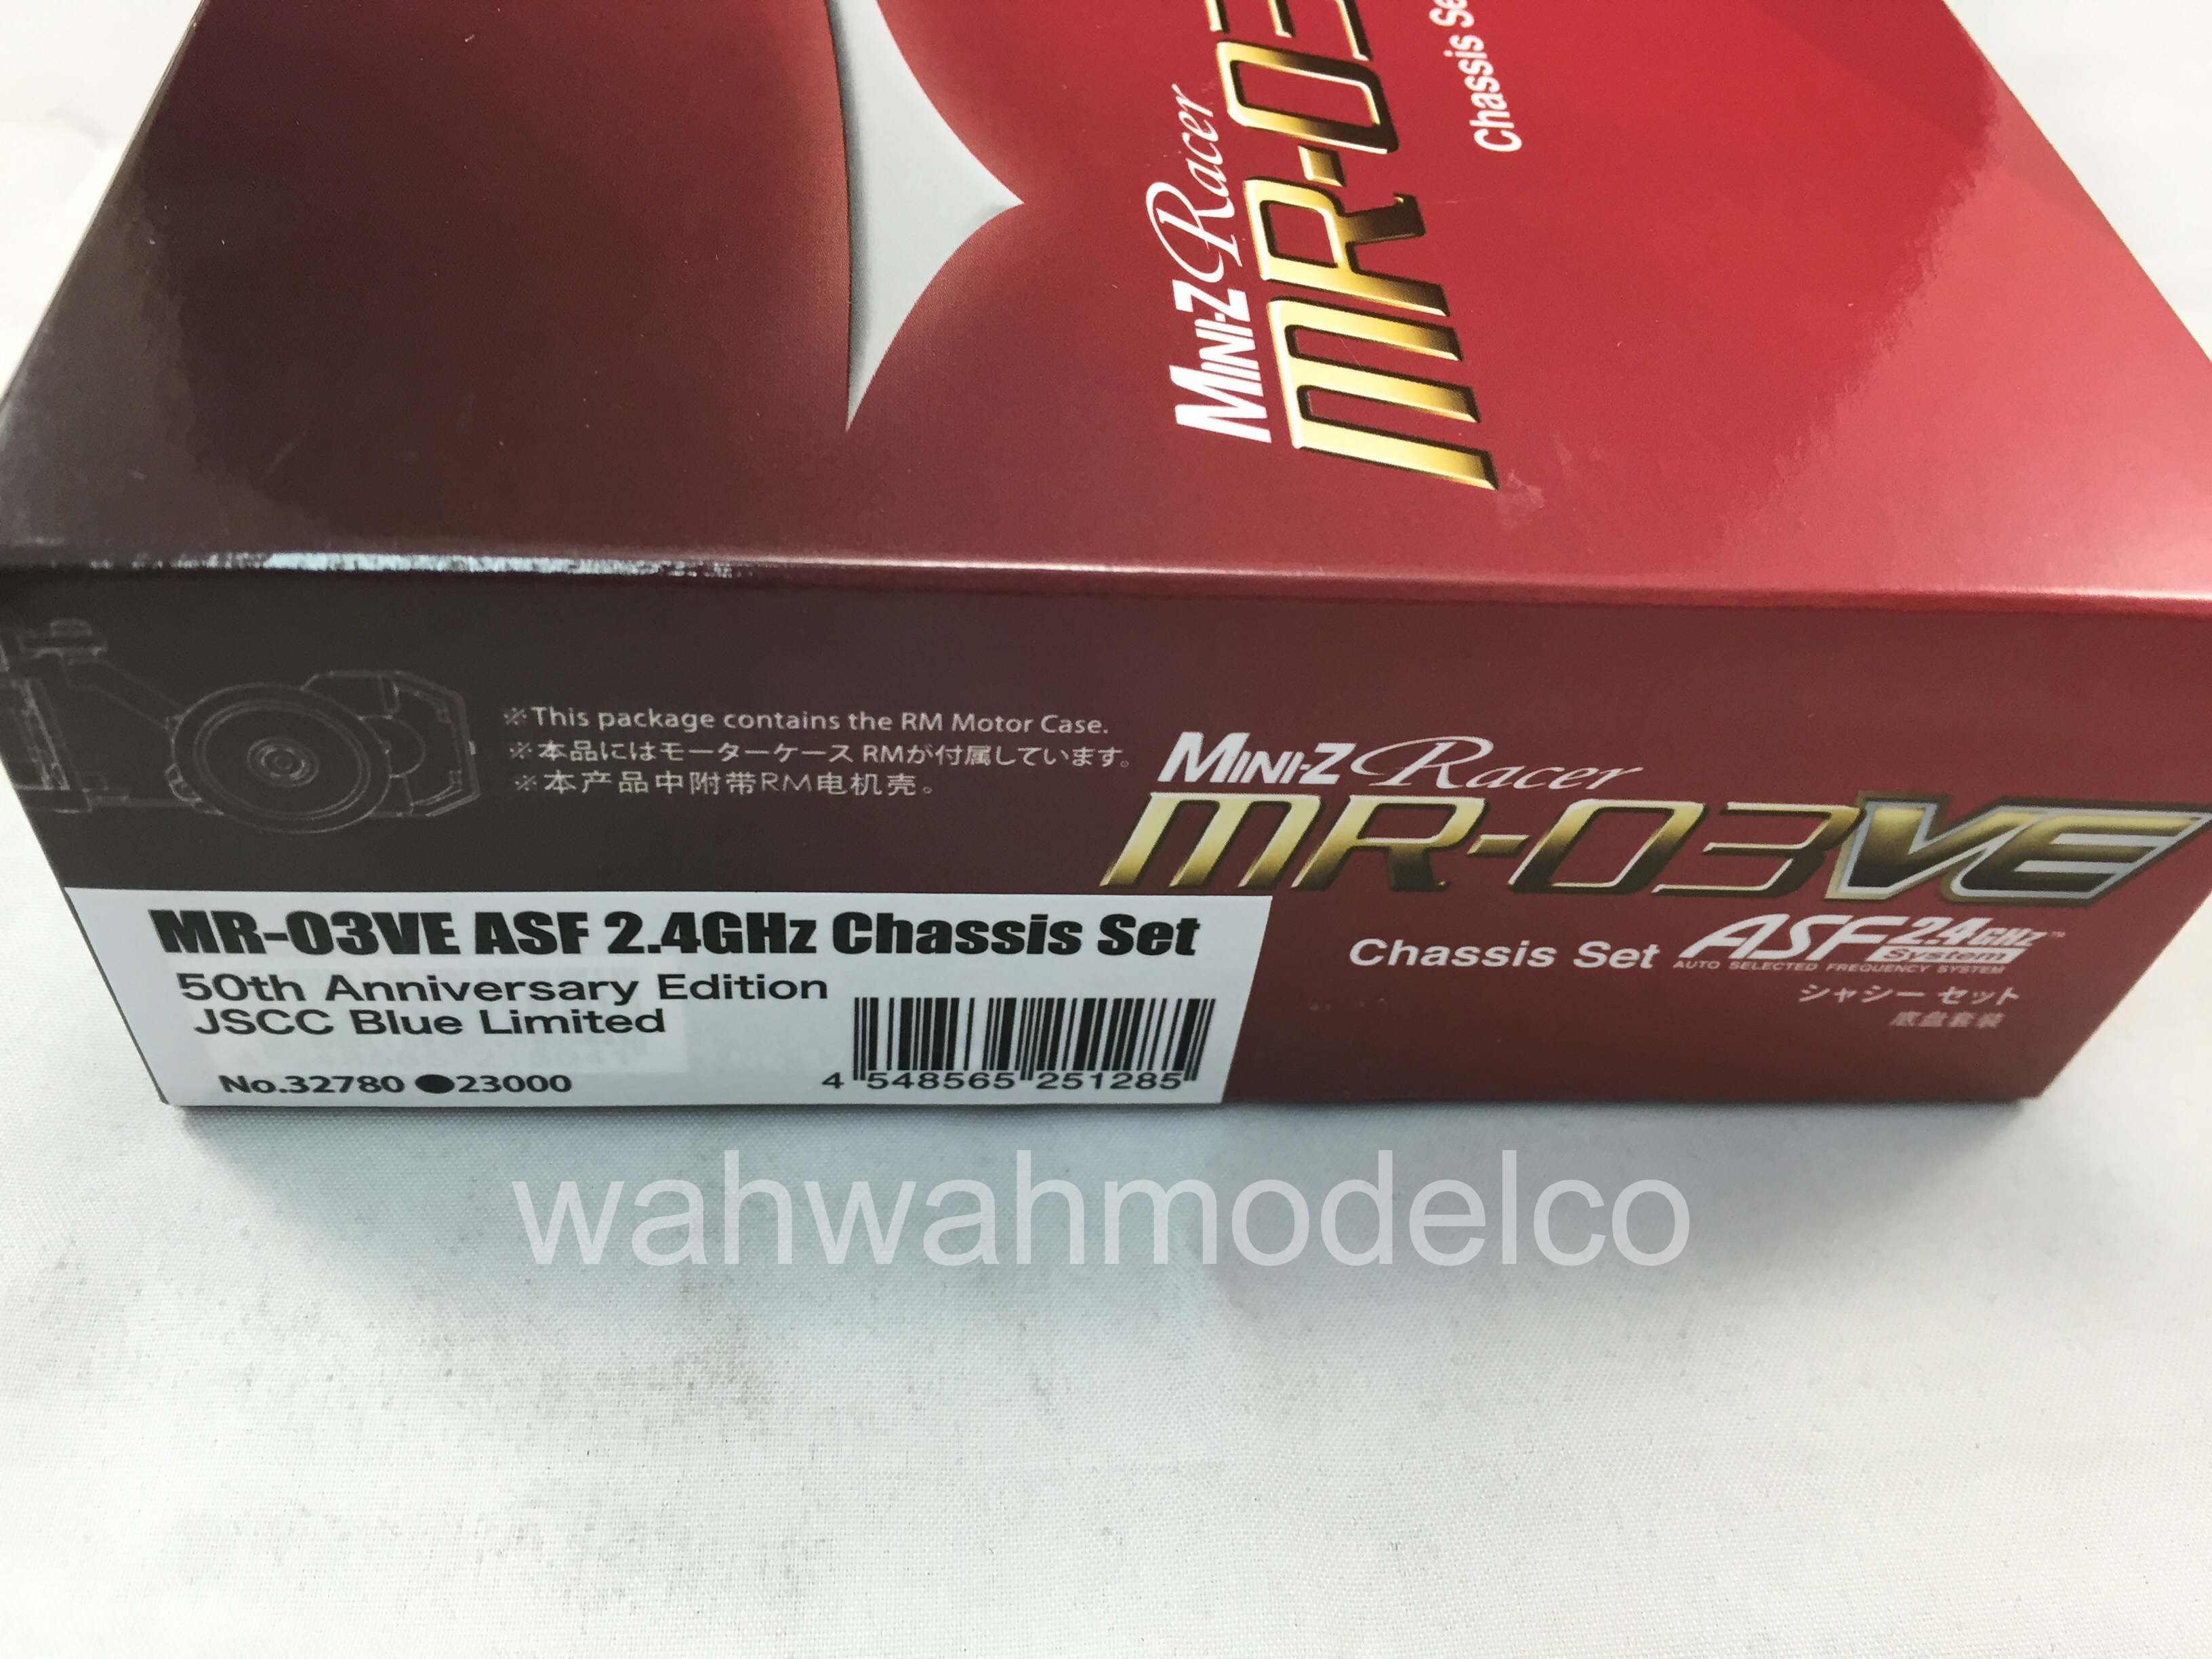 Mini-Z Racer
MR-03
Chassis Se
※This package contains the RM Motor Case.
※本品にはモーターケース RMが付属しています。
※本产品中附带RM电机壳。
Mini-Z Racer
MR-03VE
Chassis Set ASF 2.4GHz System™
AUTO SELECTED FREQUENCY SYSTEM
シャシー セット
底盘套装
MR-03VE ASF 2.4GHz Chassis Set
50th Anniversary Edition
JSCC Blue Limited
No.32780 ●23000
4 548565 251285
wahwahmodelco